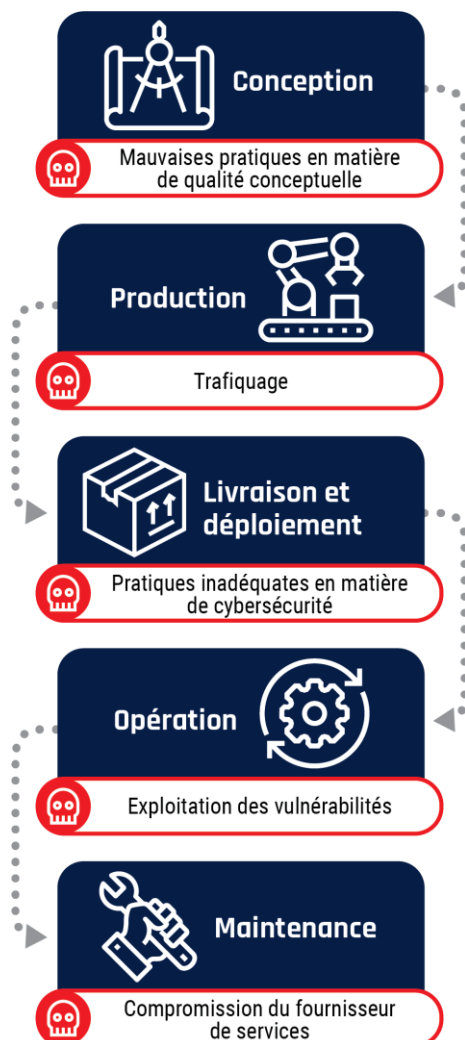 Conception
Mauvaises pratiques en matière
de qualité conceptuelle
Production
Trafiquage
Livraison et
déploiement
Pratiques inadéquates en matière
de cybersécurité
Opération
Exploitation des vulnérabilités
Maintenance
Compromission du fournisseur
de services